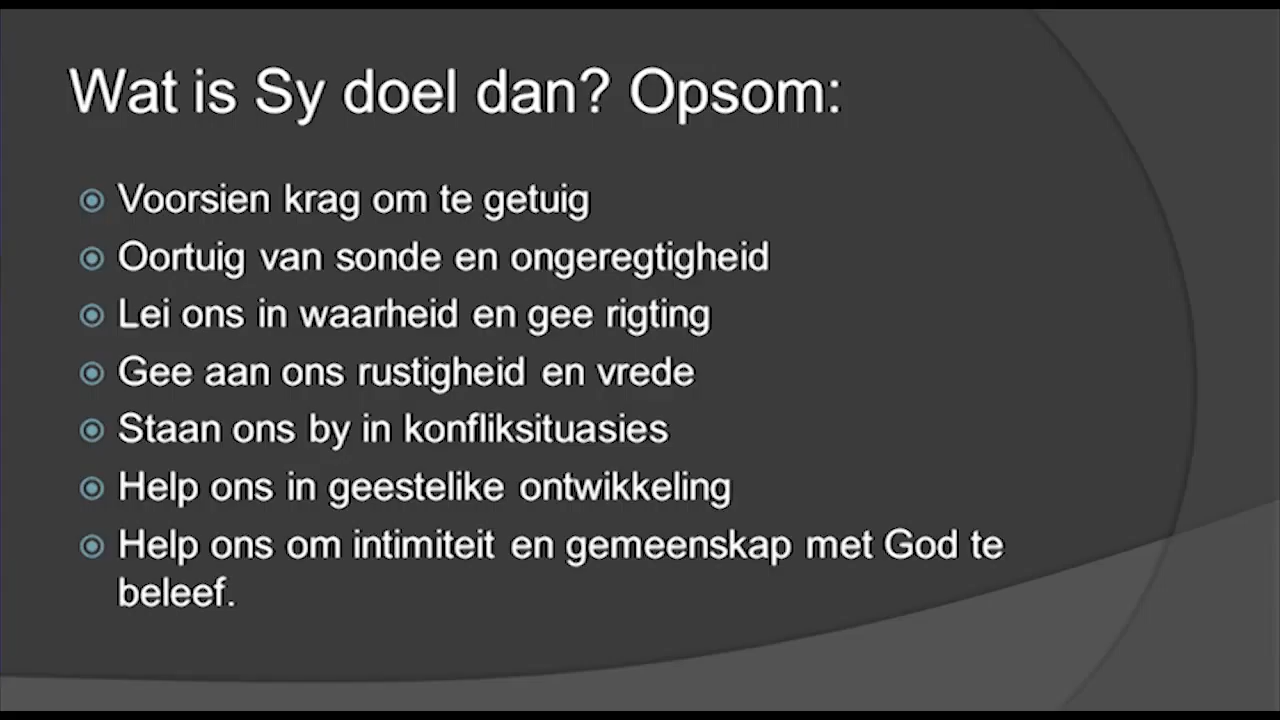 Wat is Sy doel dan? Opsom:
Voorsien krag om te getuig
Oortuig van sonde en ongeregtigheid
Lei ons in waarheid en gee rigting
Gee aan ons rustigheid en vrede
Staan ons by in konfliksituasies
Help ons in geestelike ontwikkeling
Help ons om intimiteit en gemeenskap met God te
beleef.